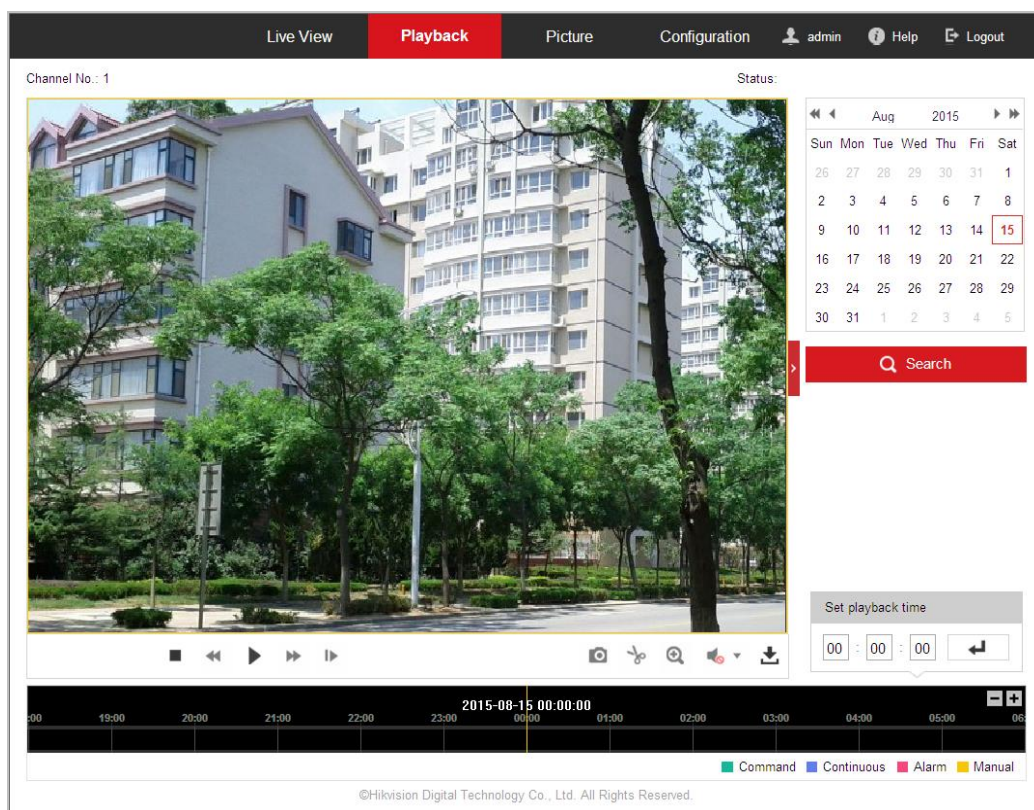 Live View Playback Picture Configuration admin Help Logout
Channel No.: 1 Status:
Aug 2015
Sun Mon Tue Wed Thu Fri Sat
26 27 28 29 30 31 1
2 3 4 5 6 7 8
9 10 11 12 13 14 15
16 17 18 19 20 21 22
23 24 25 26 27 28 29
30 31 1 2 3 4 5
Search
Set playback time
00 : 00 : 00
2015-08-15 00:00:00
:00 19:00 20:00 21:00 22:00 23:00 00:00 01:00 02:00 03:00 04:00 05:00 06:
Command Continuous Alarm Manual
©Hikvision Digital Technology Co., Ltd. All Rights Reserved.